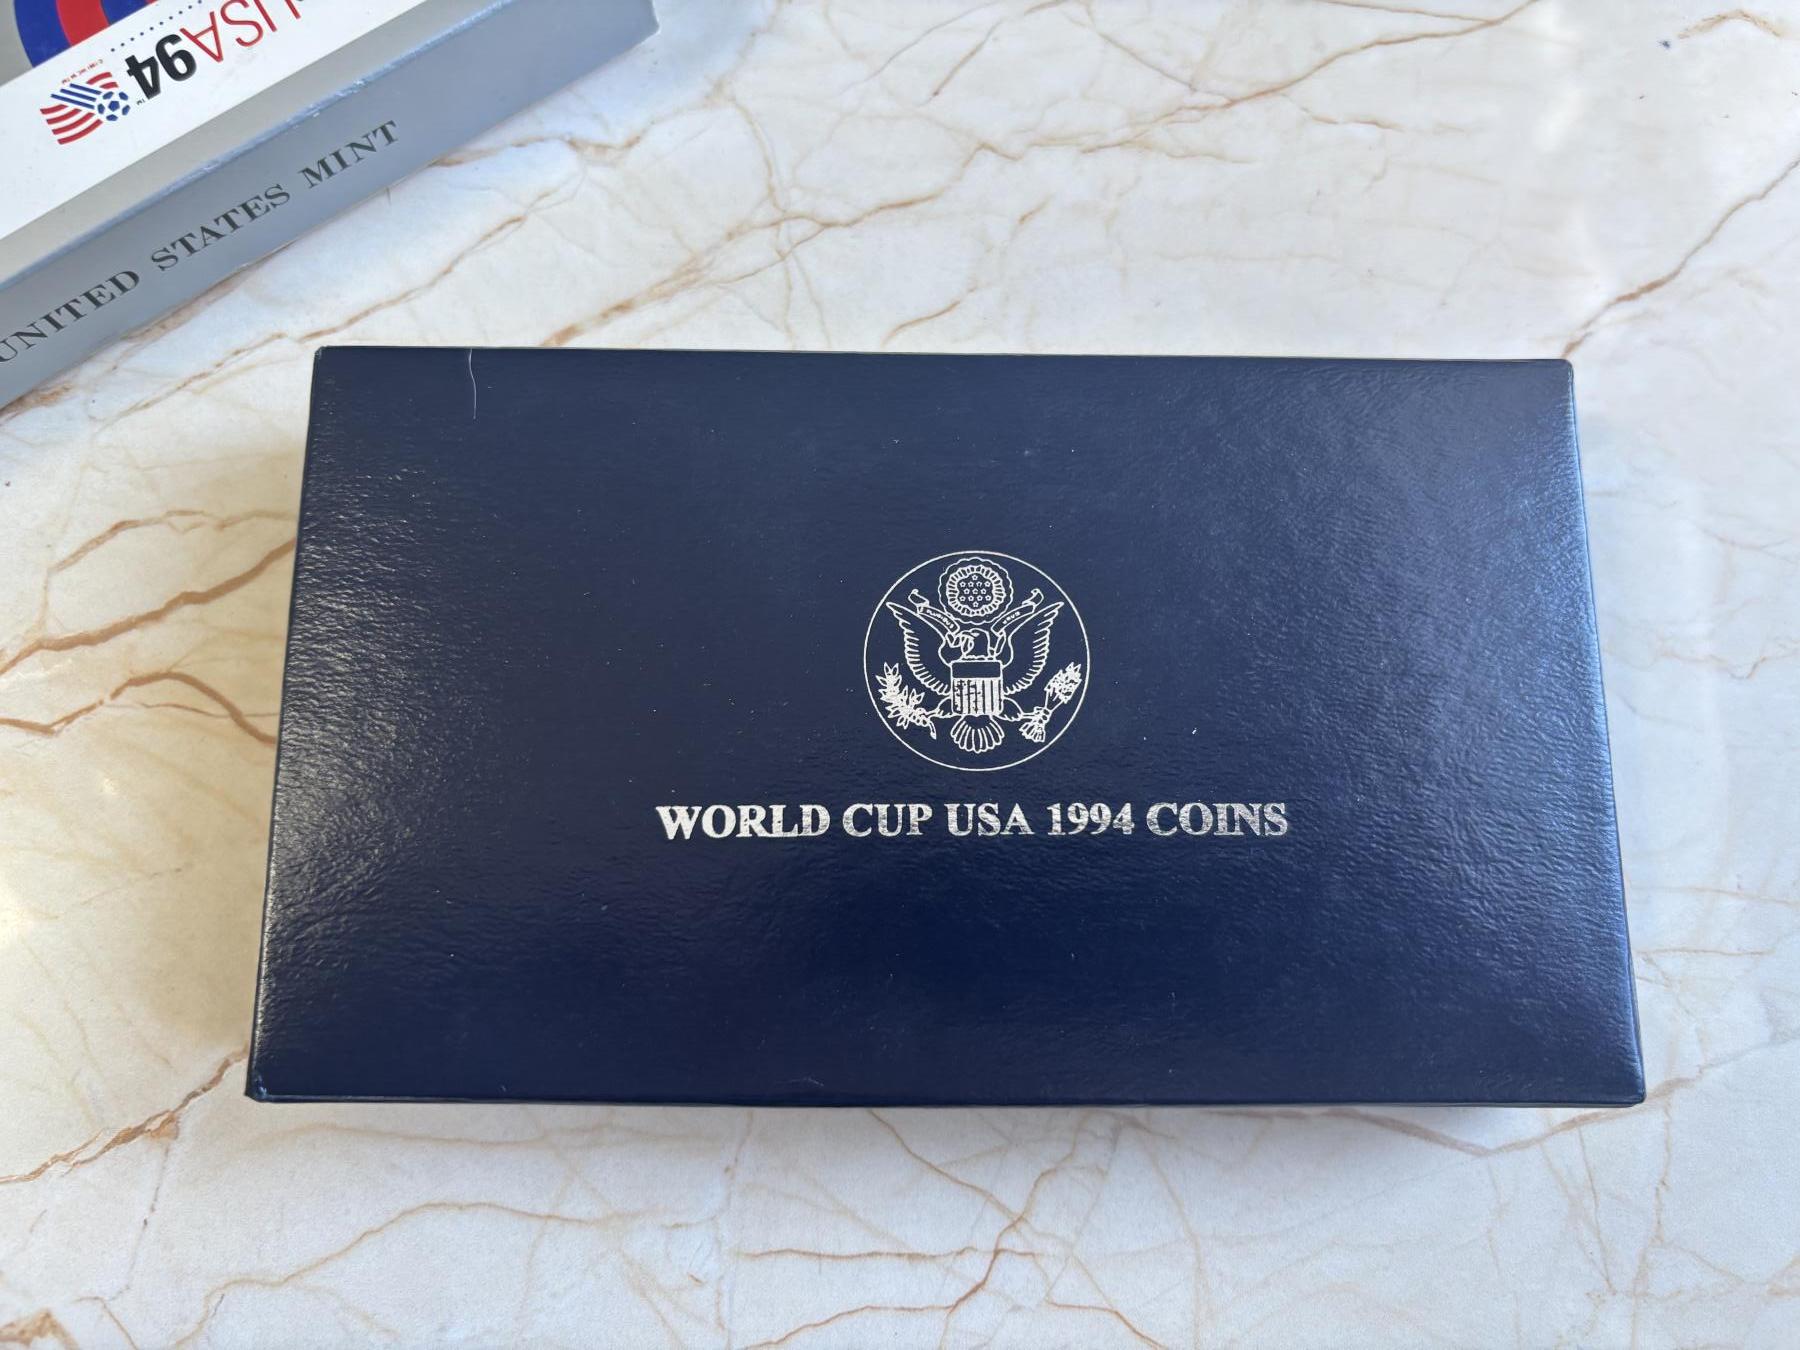 USA94
UNITED STATES MINT
WORLD CUP USA 1994 COINS